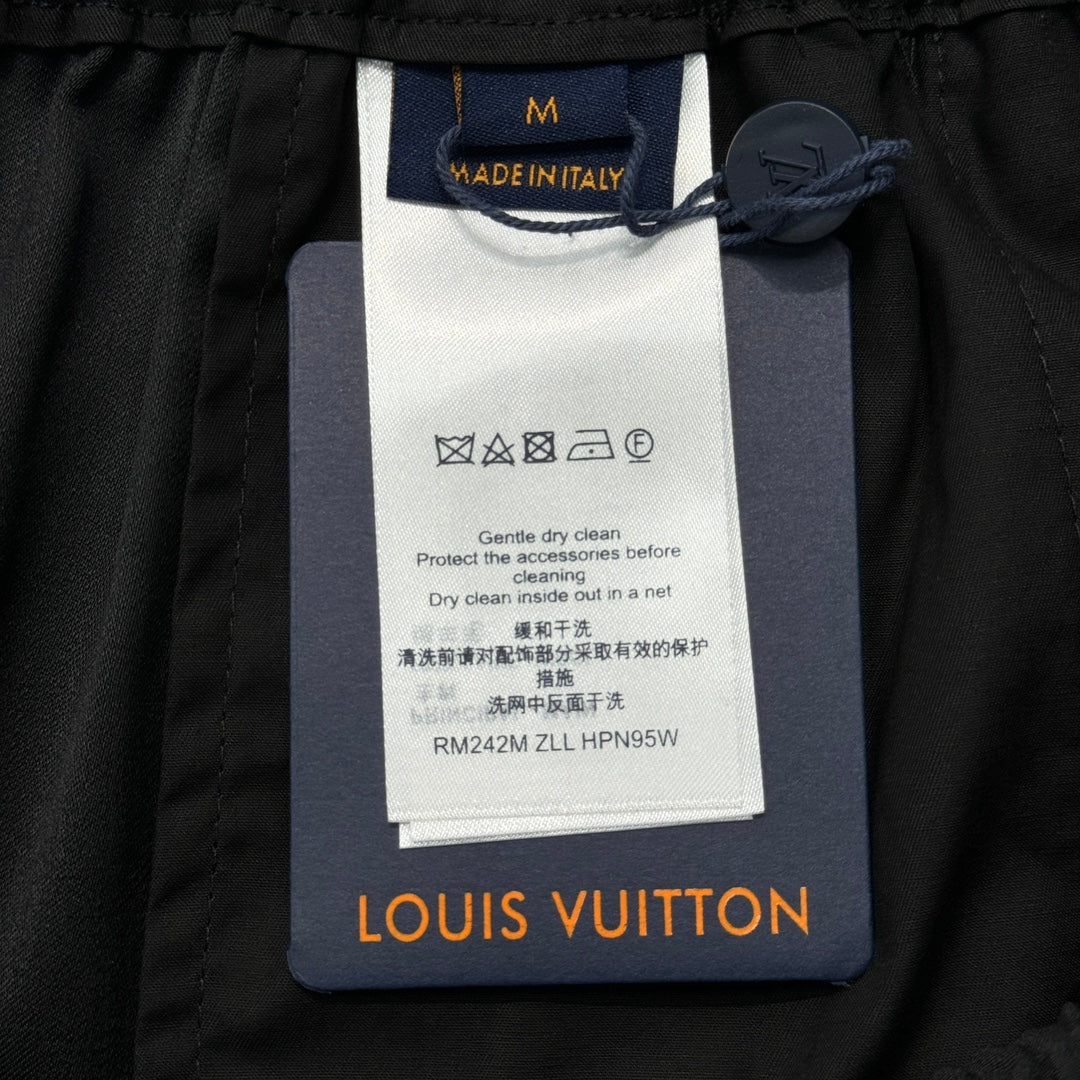 M
MADE IN ITALY
LV
F
Gentle dry clean
Protect the accessories before
cleaning
Dry clean inside out in a net
缓和干洗
清洗前请对配饰部分采取有效的保护
措施
洗网中反面干洗
RM242M ZLL HPN95W
LOUIS VUITTON